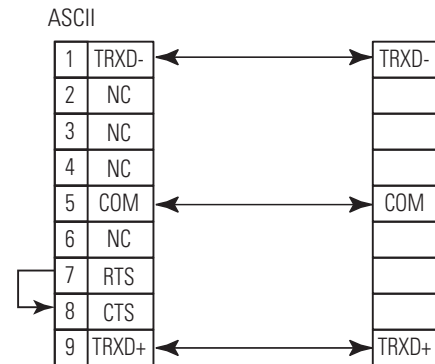 ASCII
1 TRXD- TRXD-
2 NC
3 NC
4 NC
5 COM COM
6 NC
7 RTS
8 CTS
9 TRXD+ TRXD+